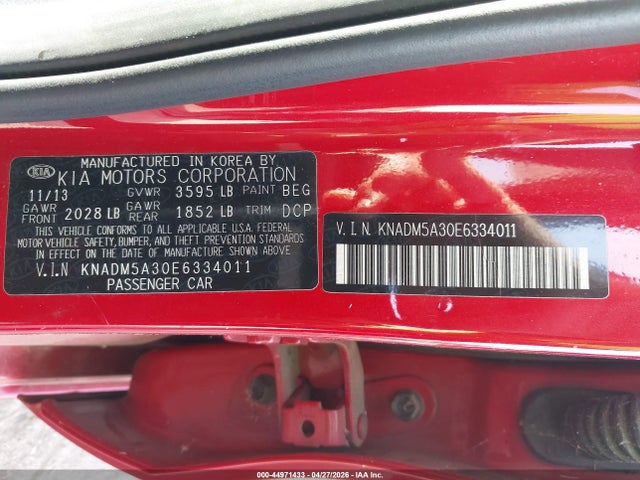 KIA MANUFACTURED IN KOREA BY
KIA MOTORS CORPORATION
11/13 GVWR 3595 LB PAINT BEG
GAWR FRONT 2028 LB GAWR REAR 1852 LB TRIM DCP
THIS VEHICLE CONFORMS TO ALL APPLICABLE U.S.A. FEDERAL
MOTOR VEHICLE SAFETY, BUMPER, AND THEFT PREVENTION STANDARDS
IN EFFECT ON THE DATE OF MANUFACTURE SHOWN ABOVE.
V.I.N KNADM5A30E6334011
PASSENGER CAR
V.I.N. KNADM5A30E6334011
000-44971433 04/27/2026 - COPART